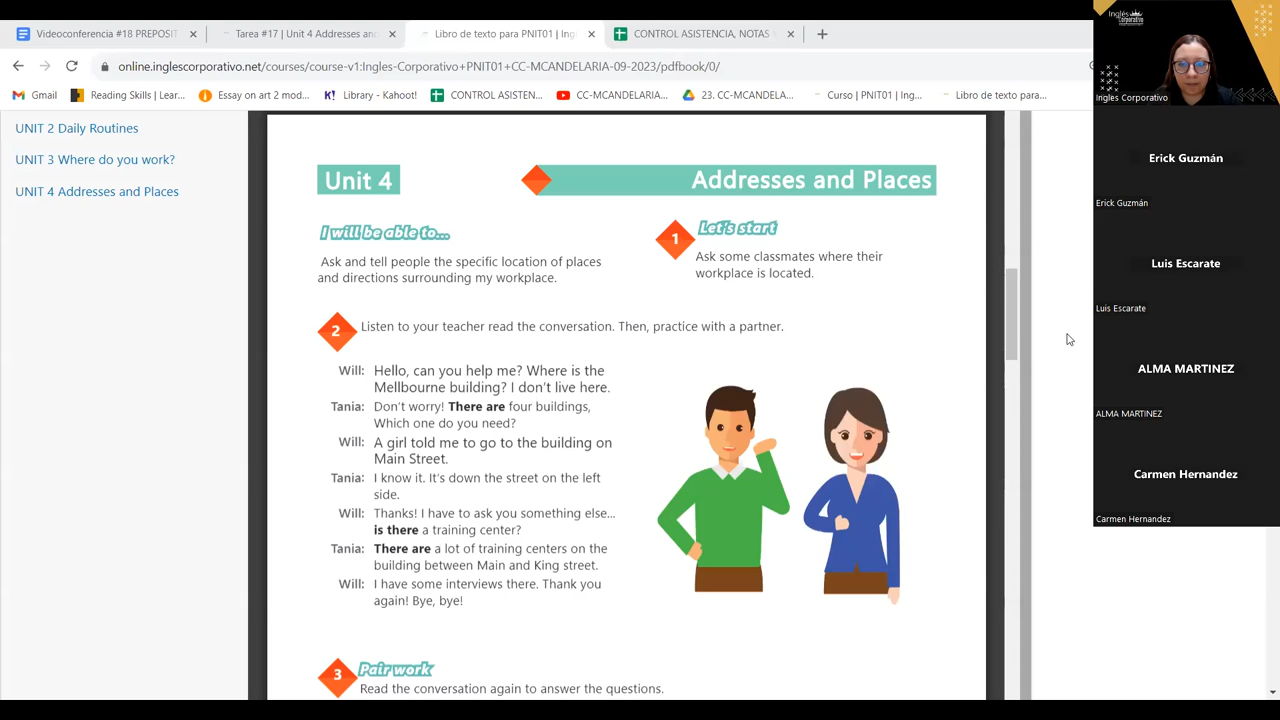 Videoconferencia #18 PREPOSIT
Tarea #17 | Unit 4 Addresses an
Libro de texto para PNIT01 | Ing
CONTROL ASISTENCIA, NOTAS
online.inglescorporativo.net/courses/course-v1:Ingles-Corporativo+PNIT01+CC-MCANDELARIA-09-2023/pdfbook/0/
Gmail
Reading Skills | Lear...
Essay on art 2 mod...
Library - Kahoot!
CONTROL ASISTEN...
CC-MCANDELARIA...
23. CC-MCANDELA...
Curso | PNIT01 | Ing...
Libro de texto para...
UNIT 2 Daily Routines
UNIT 3 Where do you work?
UNIT 4 Addresses and Places
Unit 4
Addresses and Places
I will be able to...
Ask and tell people the specific location of places
and directions surrounding my workplace.
1
Let's start
Ask some classmates where their
workplace is located.
2
Listen to your teacher read the conversation. Then, practice with a partner.
Will: Hello, can you help me? Where is the
Mellbourne building? I don't live here.
Tania: Don't worry! There are four buildings,
Which one do you need?
Will: A girl told me to go to the building on
Main Street.
Tania: I know it. It's down the street on the left
side.
Will: Thanks! I have to ask you something else...
is there a training center?
Tania: There are a lot of training centers on the
building between Main and King street.
Will: I have some interviews there. Thank you
again! Bye, bye!
3
Pair work
Read the conversation again to answer the questions.
Inglés
Corporativo
Ingles Corporativo
Erick Guzmán
Erick Guzmán
Luis Escarate
Luis Escarate
ALMA MARTINEZ
ALMA MARTINEZ
Carmen Hernandez
Carmen Hernandez